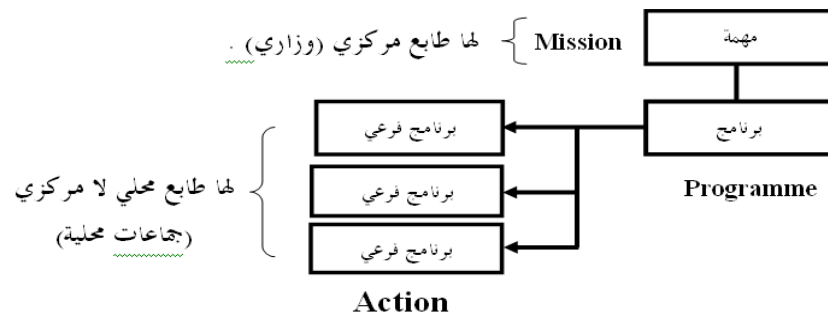 مهمة
Mission
لها طابع مركزي (وزاري) .
برنامج
Programme
برنامج فرعي
برنامج فرعي
برنامج فرعي
لها طابع محلي لا مركزي
(جماعات محلية)
Action